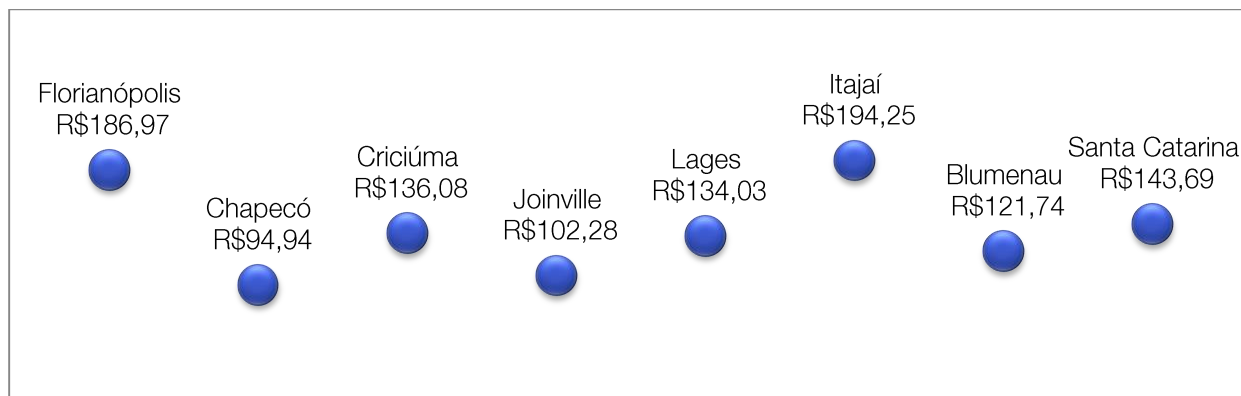 Florianópolis
R$186,97
Chapecó
R$94,94
Criciúma
R$136,08
Joinville
R$102,28
Lages
R$134,03
Itajaí
R$194,25
Blumenau
R$121,74
Santa Catarina
R$143,69